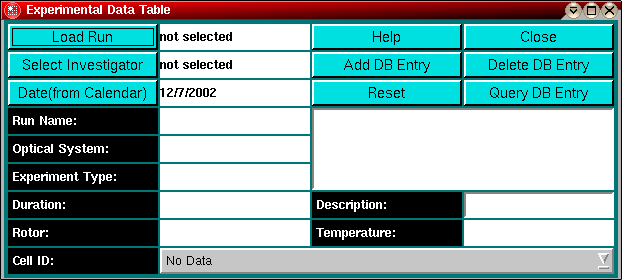 Experimental Data Table
Load Run not selected Help Close
Select Investigator not selected Add DB Entry Delete DB Entry
Date(from Calendar) 12/7/2002 Reset Query DB Entry
Run Name:
Optical System:
Experiment Type:
Duration: Description:
Rotor: Temperature:
Cell ID: No Data